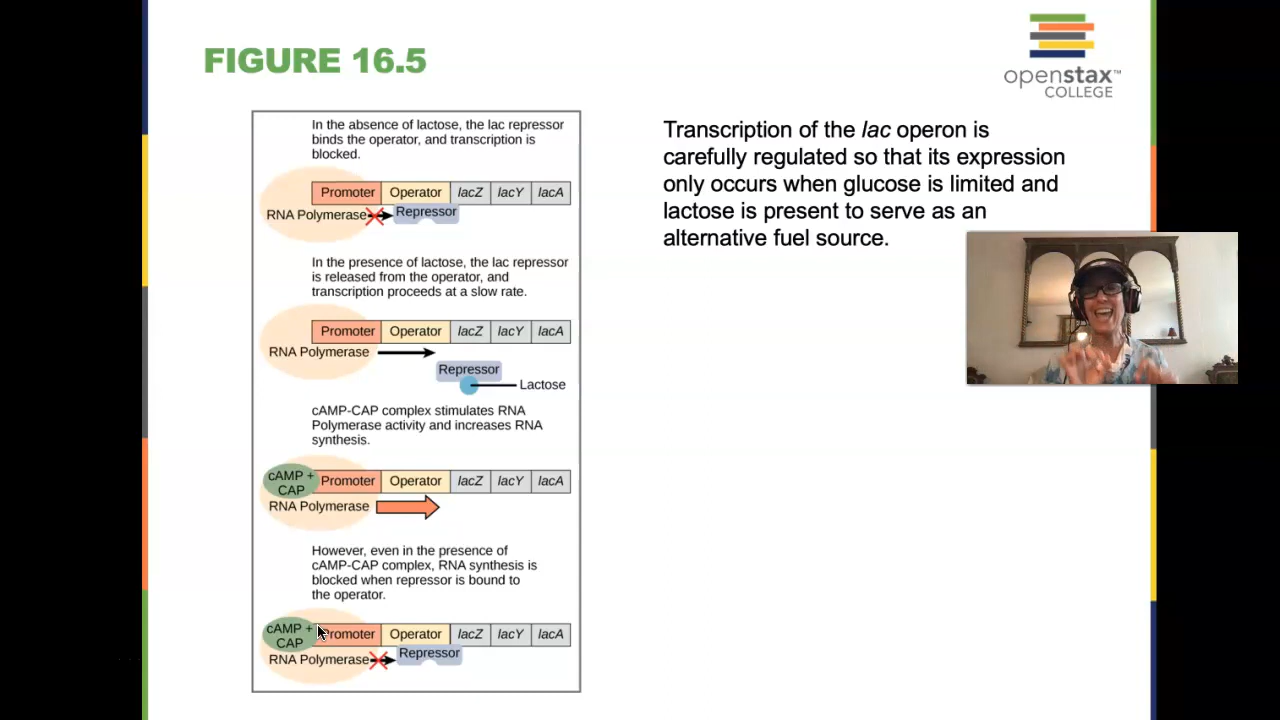 FIGURE 16.5
openstax™
COLLEGE
In the absence of lactose, the lac repressor
binds the operator, and transcription is
blocked.
Promoter Operator lacZ lacY lacA
RNA Polymerase Repressor
In the presence of lactose, the lac repressor
is released from the operator, and
transcription proceeds at a slow rate.
Promoter Operator lacZ lacY lacA
RNA Polymerase
Repressor
Lactose
cAMP-CAP complex stimulates RNA
Polymerase activity and increases RNA
synthesis.
cAMP +
CAP
Promoter Operator lacZ lacY lacA
RNA Polymerase
However, even in the presence of
cAMP-CAP complex, RNA synthesis is
blocked when repressor is bound to
the operator.
cAMP +
CAP
Promoter Operator lacZ lacY lacA
RNA Polymerase Repressor
Transcription of the lac operon is
carefully regulated so that its expression
only occurs when glucose is limited and
lactose is present to serve as an
alternative fuel source.